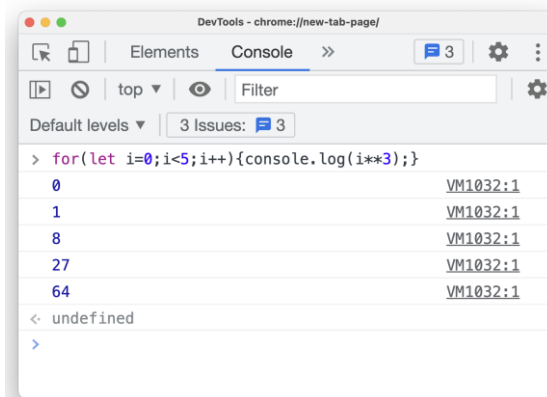 DevTools - chrome://new-tab-page/
Elements Console » 3
top ▼ Filter
Default levels ▼ 3 Issues: 3
> for(let i=0;i<5;i++){console.log(i**3);}
0 VM1032:1
1 VM1032:1
8 VM1032:1
27 VM1032:1
64 VM1032:1
<· undefined
>